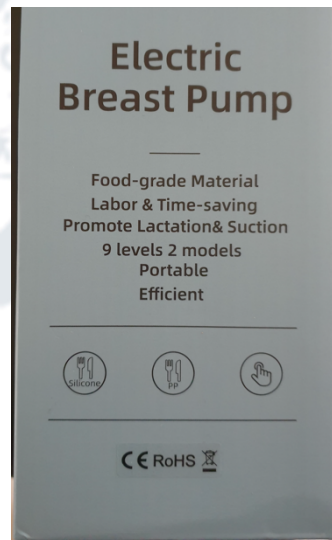 Electric
Breast Pump
Food-grade Material
Labor & Time-saving
Promote Lactation& Suction
9 levels 2 models
Portable
Efficient
Silicone
PP
CE RoHS